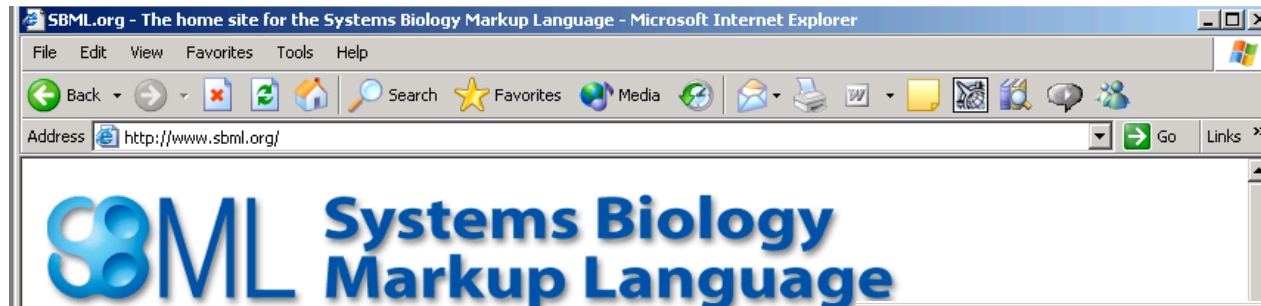 SBML.org - The home site for the Systems Biology Markup Language - Microsoft Internet Explorer
File Edit View Favorites Tools Help
Back Search Favorites Media W
Address http://www.sbml.org/ Go Links »
SBML Systems Biology
Markup Language